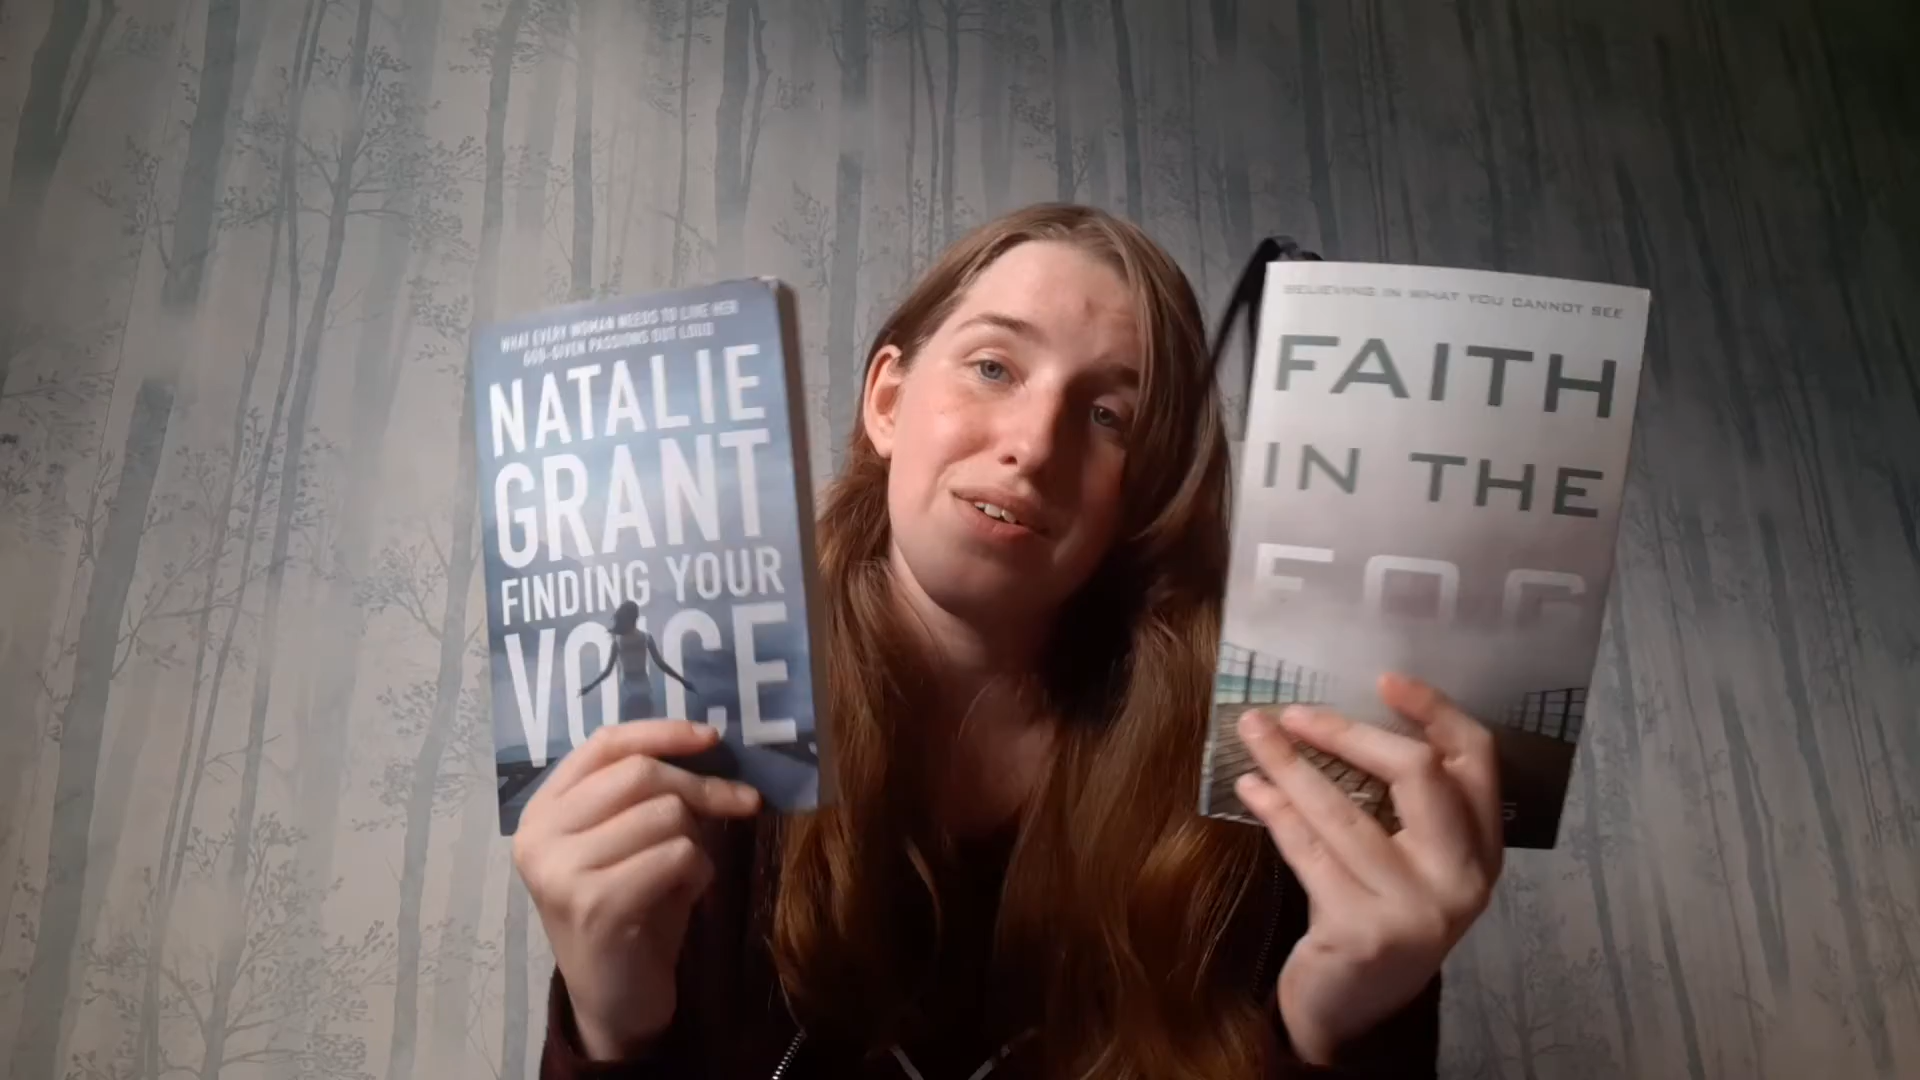 WHAT EVERY WOMAN NEEDS TO LIVE HER
GOD-GIVEN PASSIONS OUT LOUD
NATALIE
GRANT
FINDING YOUR
VOICE
BELIEVING IN WHAT YOU CANNOT SEE
FAITH
IN THE
FOG